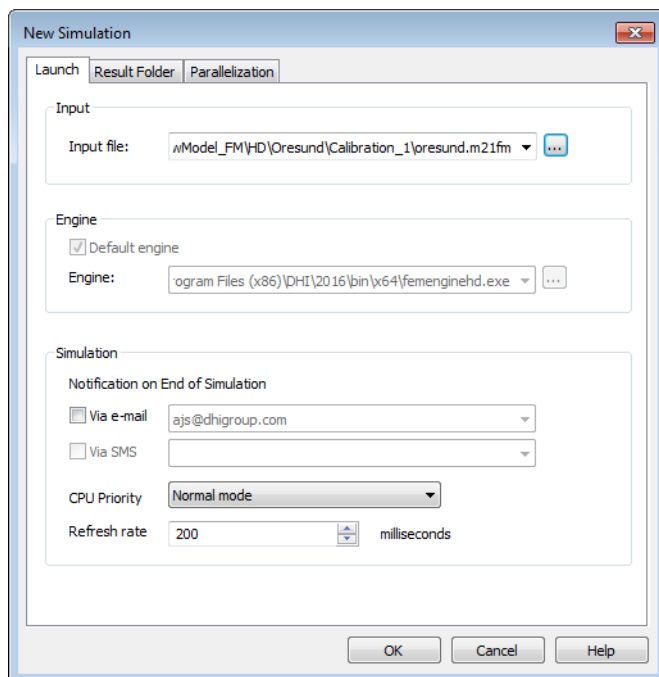 New Simulation
Launch Result Folder Parallelization
Input
Input file: wModel_FM\HD\Oresund\Calibration_1\oresund.m21fm ...
Engine
Default engine
Engine: rogram Files (x86)\DHI\2016\bin\x64\femenginehd.exe ...
Simulation
Notification on End of Simulation
Via e-mail ajs@dhigroup.com
Via SMS
CPU Priority Normal mode
Refresh rate 200 milliseconds
OK Cancel Help